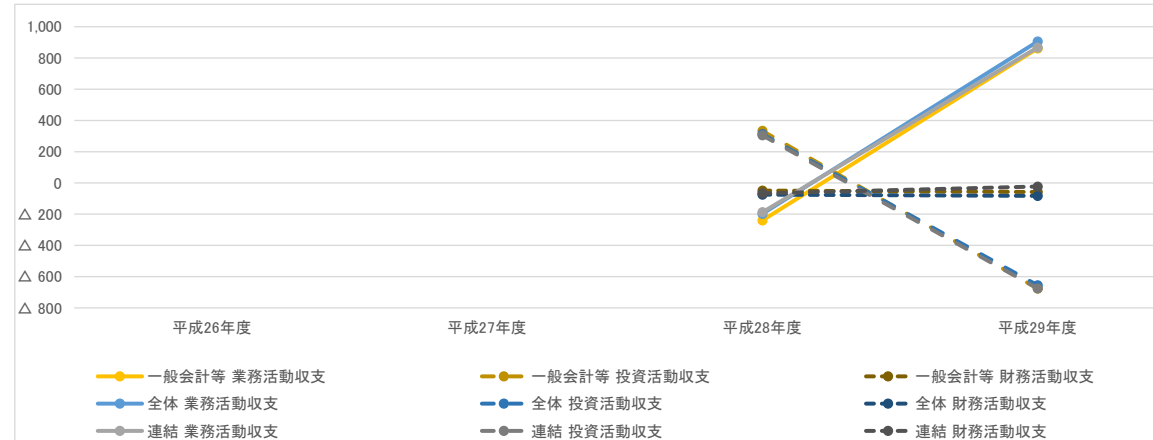 1,000
800
600
400
200
0
△ 200
△ 400
△ 600
△ 800
平成26年度 平成27年度 平成28年度 平成29年度
一般会計等 業務活動収支 一般会計等 投資活動収支 一般会計等 財務活動収支
全体 業務活動収支 全体 投資活動収支 全体 財務活動収支
連結 業務活動収支 連結 投資活動収支 連結 財務活動収支